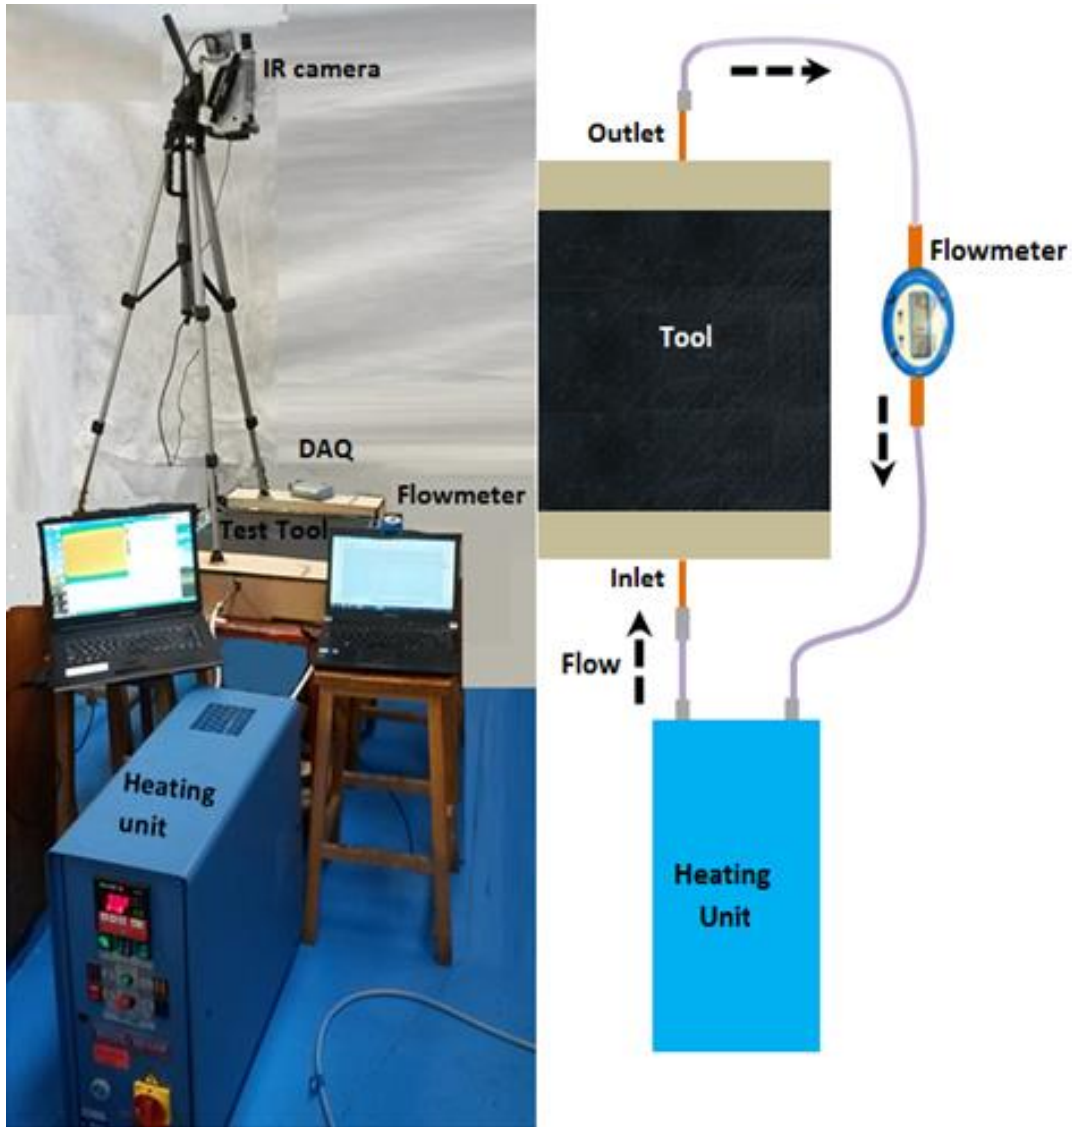 IR camera
DAQ
Flowmeter
Test Tool
Heating
unit
Outlet
Flowmeter
Tool
Inlet
Flow
Heating
Unit